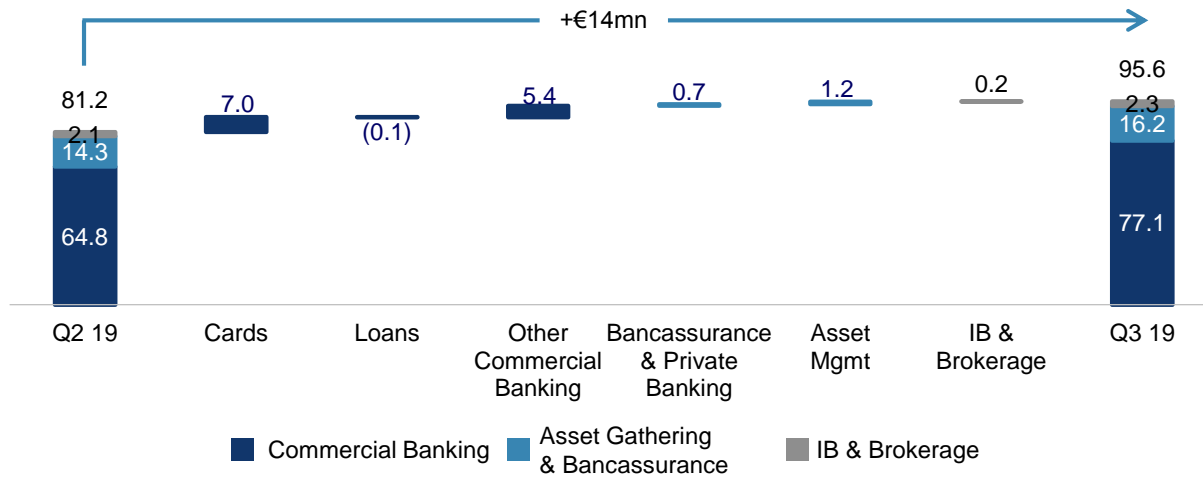 +€14mn
81.2
2.1
14.3
64.8
7.0
(0.1)
5.4
0.7
1.2
0.2
95.6
2.3
16.2
77.1
Q2 19
Cards
Loans
Other
Commercial
Banking
Bancassurance
& Private
Banking
Asset
Mgmt
IB &
Brokerage
Q3 19
Commercial Banking
Asset Gathering
& Bancassurance
IB & Brokerage